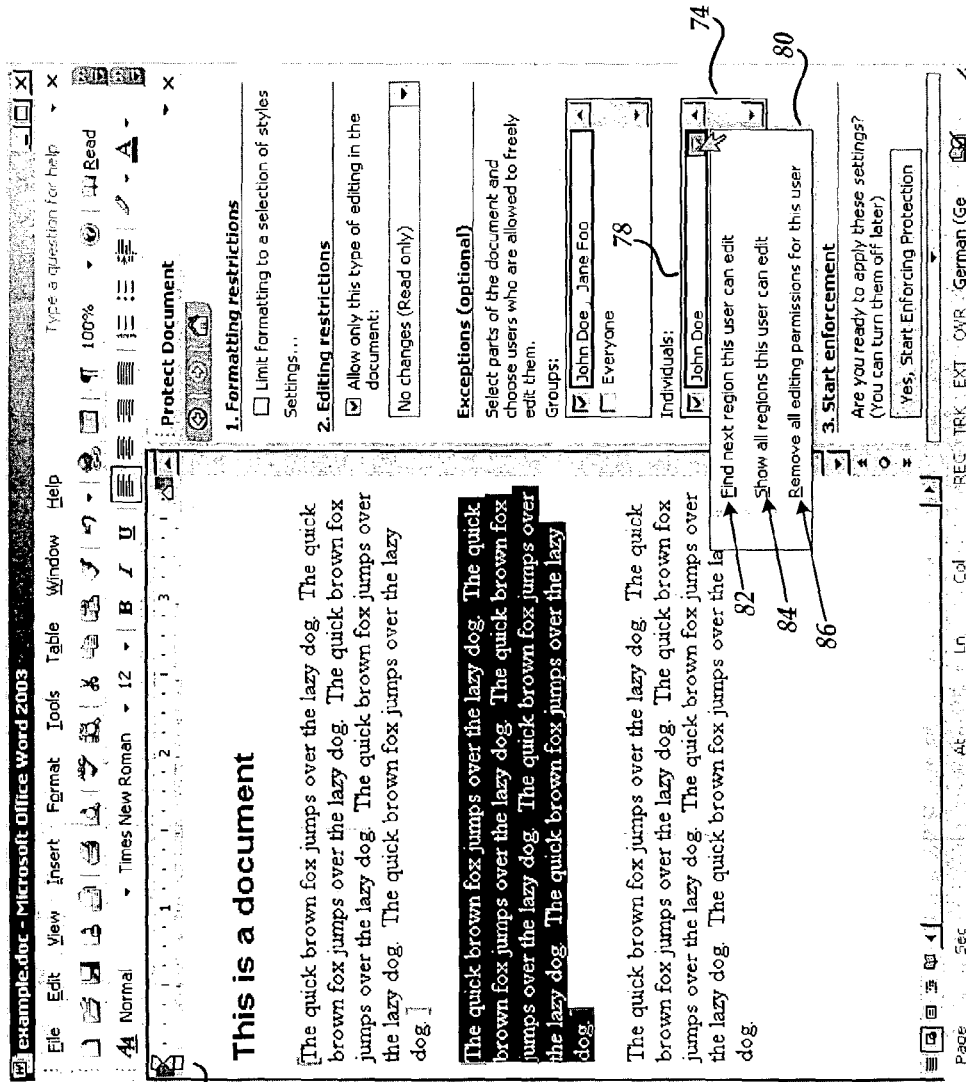 example.doc - Microsoft Office Word 2003
File Edit View Insert Format Tools Table Window Help
Type a question for help
100%
Read
Normal
Times New Roman
12
B I U
A
1 2 3
This is a document
[The quick brown fox jumps over the lazy dog. The quick
brown fox jumps over the lazy dog. The quick brown fox
jumps over the lazy dog. The quick brown fox jumps over
the lazy dog. The quick brown fox jumps over the lazy
dog.]
The quick brown fox jumps over the lazy dog. The quick
brown fox jumps over the lazy dog. The quick brown fox
jumps over the lazy dog. The quick brown fox jumps over
the lazy dog. The quick brown fox jumps over the lazy
dog.
The quick brown fox jumps over the lazy dog. The quick
brown fox jumps over the lazy dog. The quick brown fox
jumps over the lazy dog. The quick brown fox jumps over
the lazy dog. The quick brown fox jumps over the la
dog.
Protect Document
1. Formatting restrictions
Limit formatting to a selection of styles
Settings...
2. Editing restrictions
Allow only this type of editing in the
document:
No changes (Read only)
Exceptions (optional)
Select parts of the document and
choose users who are allowed to freely
edit them.
Groups:
John Doe, Jane Foo
Everyone
78
Individuals:
John Doe
74
Find next region this user can edit
Show all regions this user can edit
Remove all editing permissions for this user
80
82
84
86
3. Start enforcement
Are you ready to apply these settings?
(You can turn them off later)
Yes, Start Enforcing Protection
Page Sec At Ln Col REC TRK EXT OVR German (Ge